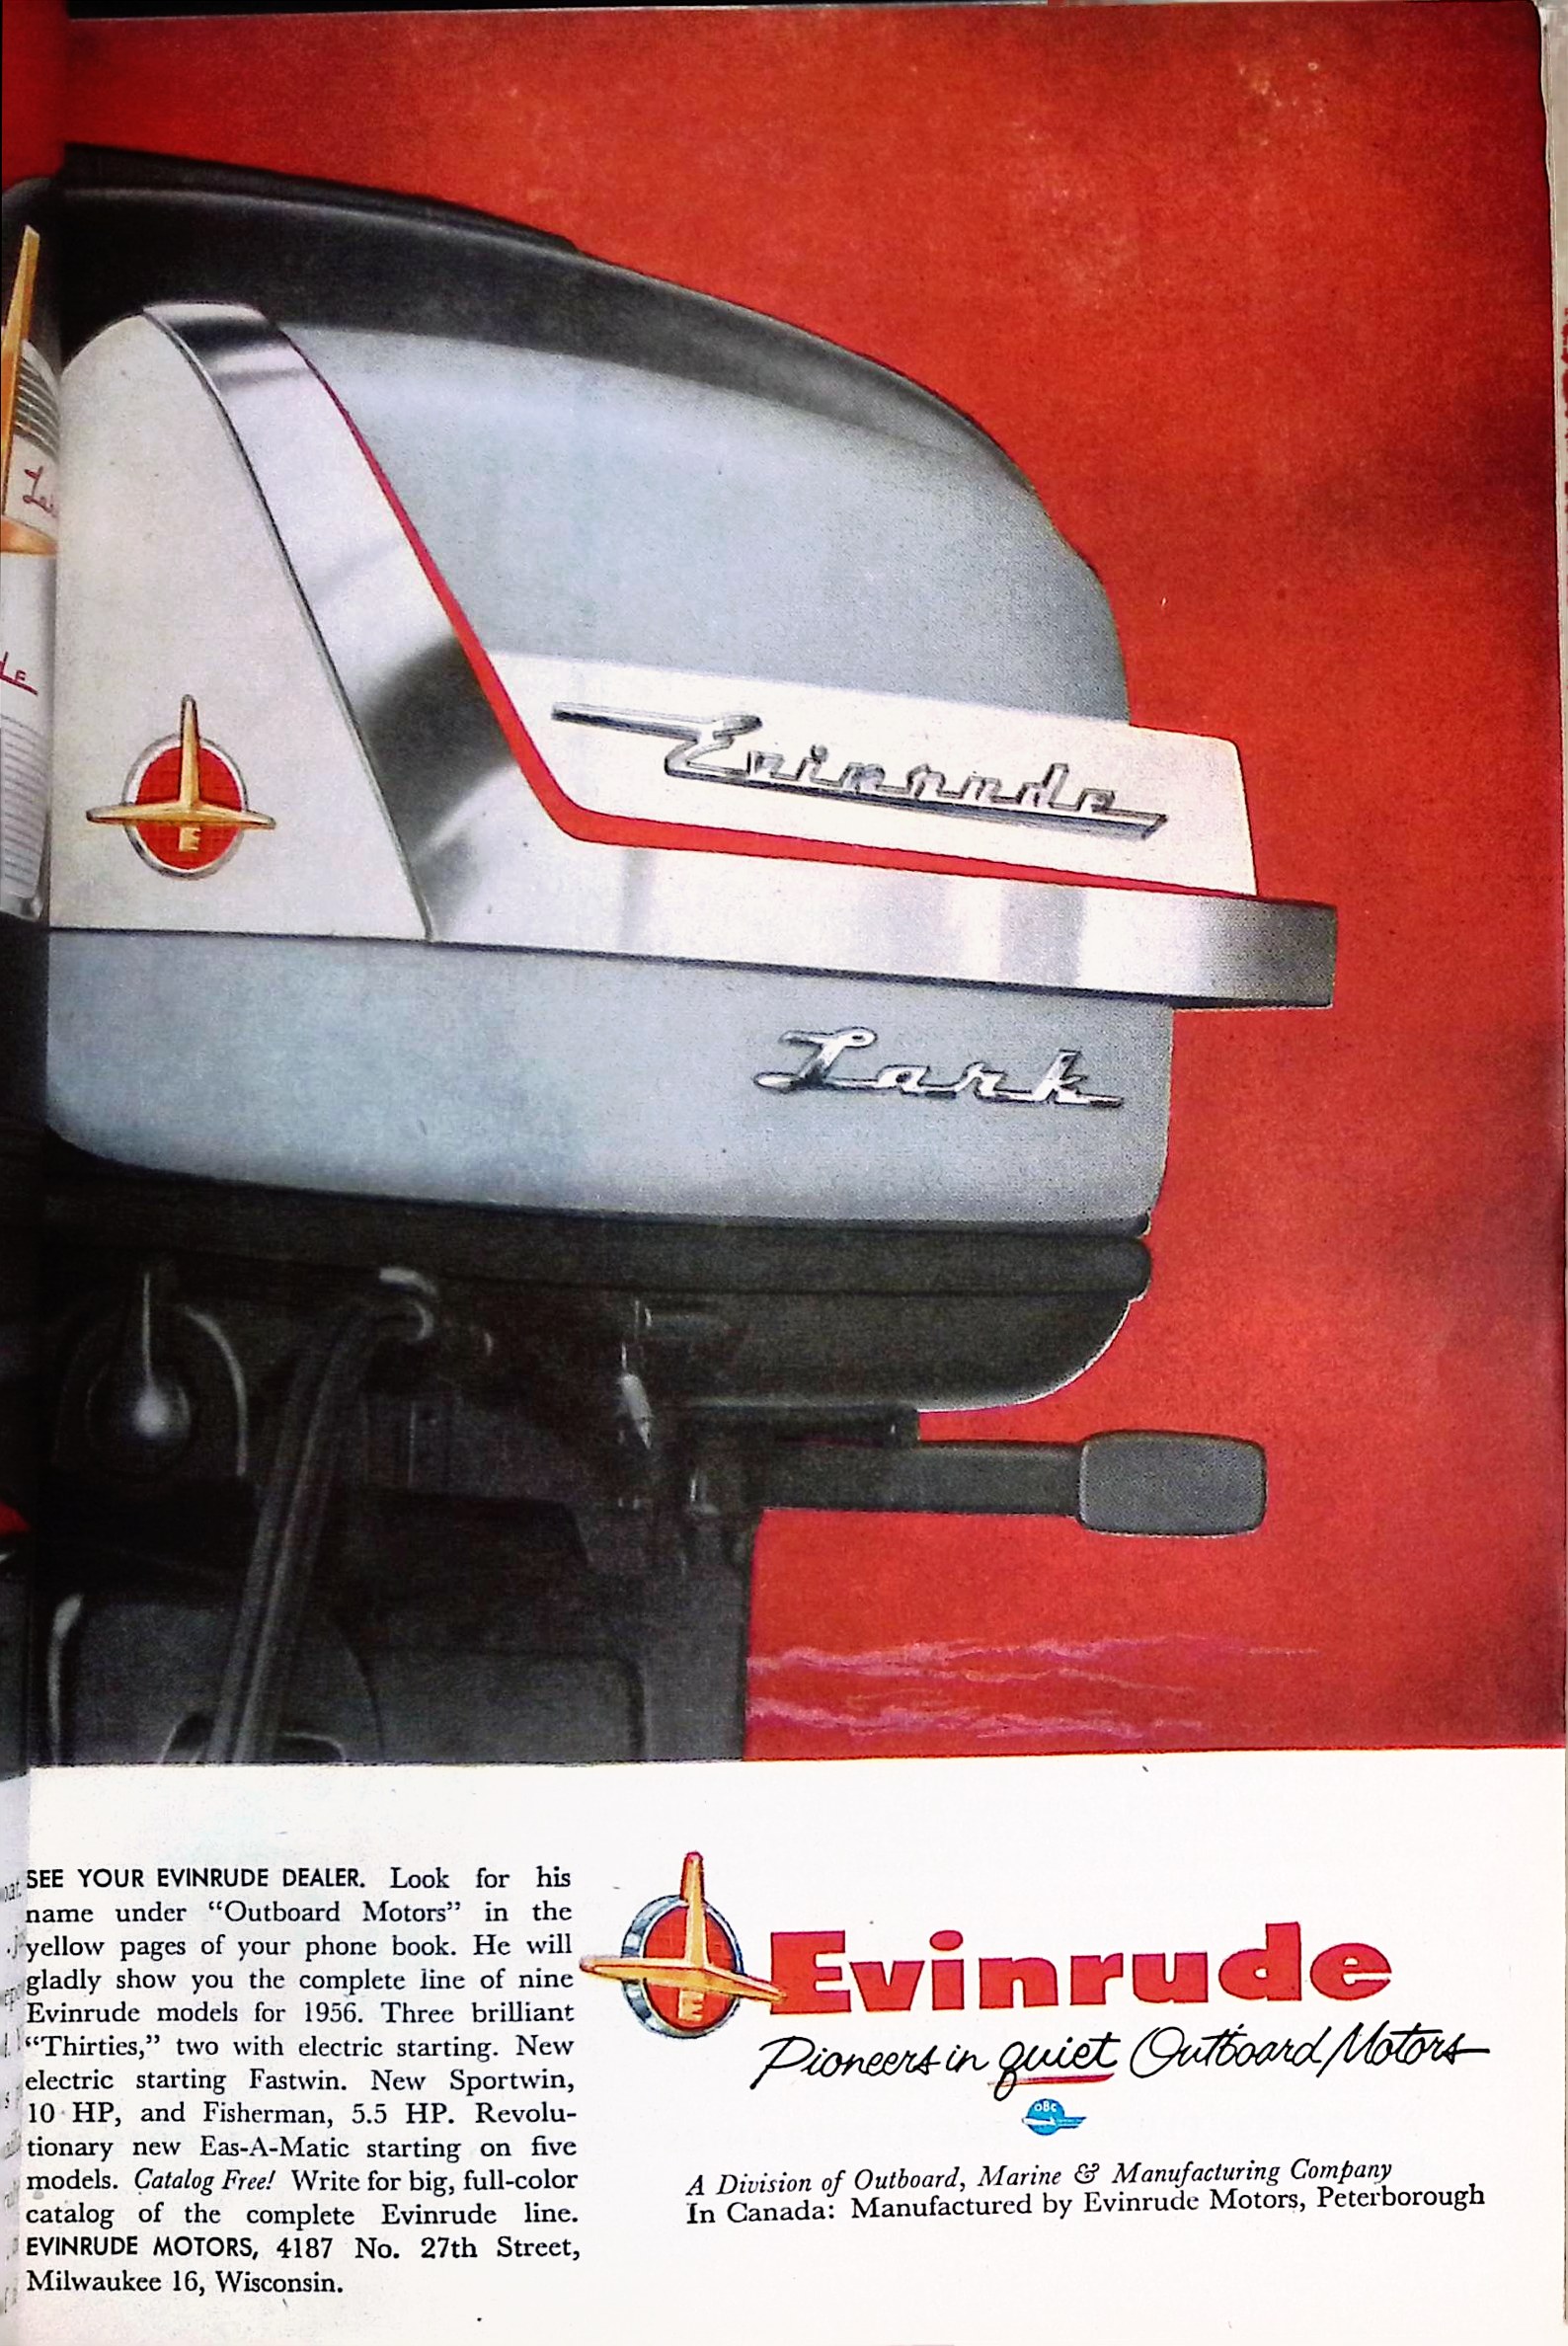 Evinrude
E
Lark
SEE YOUR EVINRUDE DEALER. Look for his
name under “Outboard Motors” in the
yellow pages of your phone book. He will
gladly show you the complete line of nine
Evinrude models for 1956. Three brilliant
“Thirties,” two with electric starting. New
electric starting Fastwin. New Sportwin,
10 HP, and Fisherman, 5.5 HP. Revolu-
tionary new Eas-A-Matic starting on five
models. Catalog Free! Write for big, full-color
catalog of the complete Evinrude line.
EVINRUDE MOTORS, 4187 No. 27th Street,
Milwaukee 16, Wisconsin.
E
Evinrude
Pioneers in quiet Outboard Motors
OBC
A Division of Outboard, Marine & Manufacturing Company
In Canada: Manufactured by Evinrude Motors, Peterborough